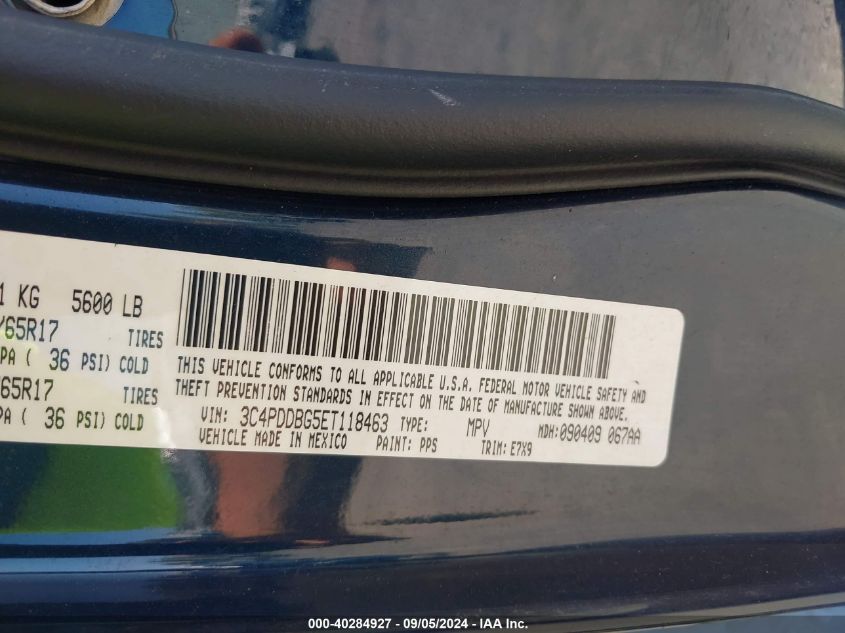 1 KG 5600 LB
/65R17 TIRES
PA ( 36 PSI) COLD
65R17 TIRES
PA ( 36 PSI) COLD
THIS VEHICLE CONFORMS TO ALL APPLICABLE U.S.A. FEDERAL MOTOR VEHICLE SAFETY AND
THEFT PREVENTION STANDARDS IN EFFECT ON THE DATE OF MANUFACTURE SHOWN ABOVE.
VIN: 3C4PDDBG5ET118463 TYPE: MPV MDH:090409 067AA
VEHICLE MADE IN MEXICO PAINT: PPS TRIM: E7X9
000-40284927 - 09/05/2024 - IAA Inc.